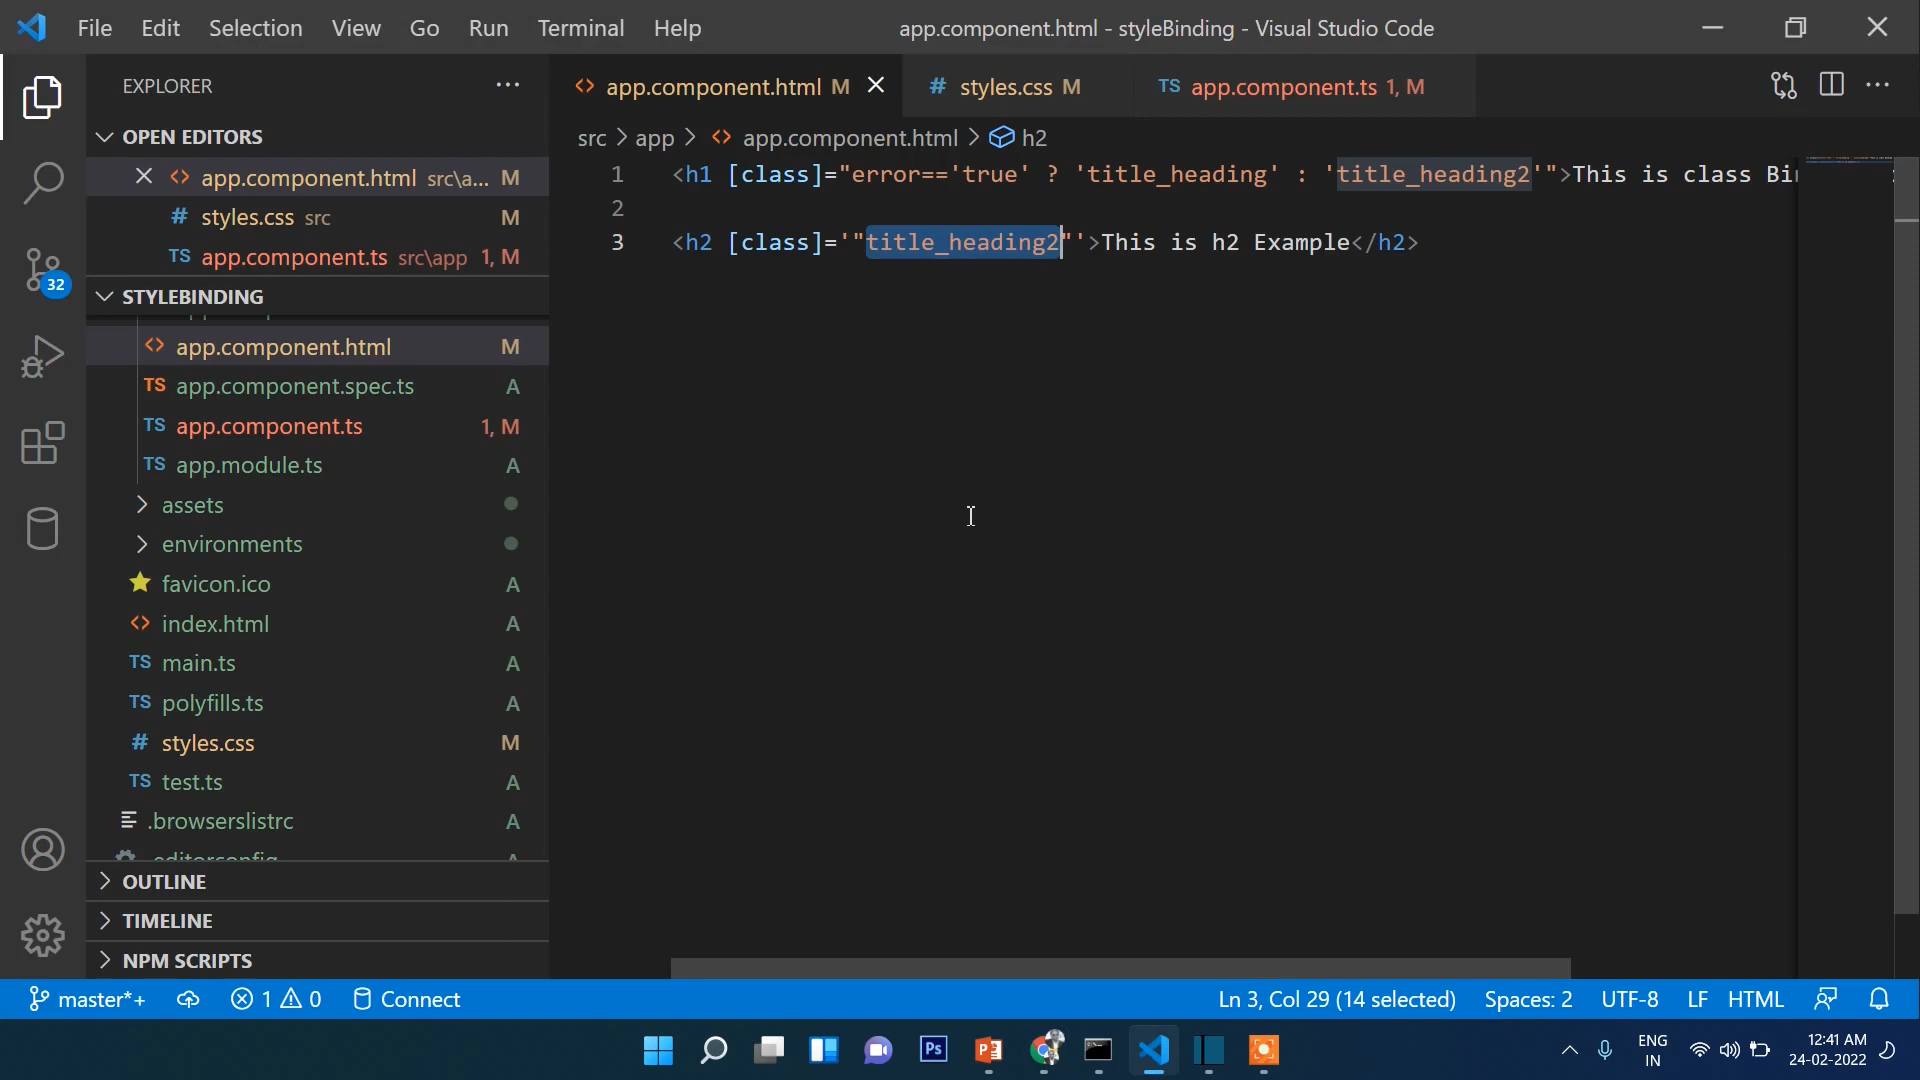 File Edit Selection View Go Run Terminal Help
app.component.html - styleBinding - Visual Studio Code
EXPLORER
OPEN EDITORS
app.component.html src\a... M
styles.css src M
TS app.component.ts src\app 1, M
STYLEBINDING
app.component.html M
TS app.component.spec.ts A
TS app.component.ts 1, M
TS app.module.ts A
assets
environments
favicon.ico A
index.html A
TS main.ts A
TS polyfills.ts A
# styles.css M
TS test.ts A
.browserslistrc A
.editorconfig A
OUTLINE
TIMELINE
NPM SCRIPTS
<> app.component.html M
# styles.css M
TS app.component.ts 1, M
src > app > <> app.component.html > h2
1 <h1 [class]="error=='true' ? 'title_heading' : 'title_heading2'">This is class Bin
2
3 <h2 [class]='"title_heading2"'>This is h2 Example</h2>
32
master*+ 1 0 Connect
Ln 3, Col 29 (14 selected) Spaces: 2 UTF-8 LF HTML
Ps
P
ENG
IN
12:41 AM
24-02-2022